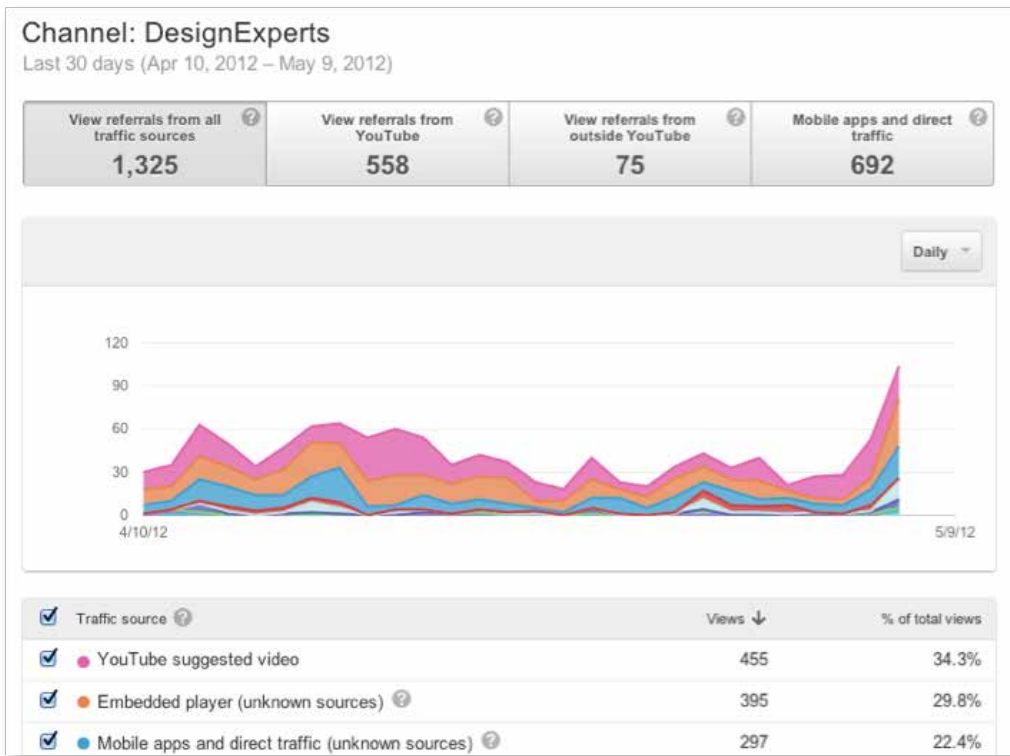 Channel: DesignExperts
Last 30 days (Apr 10, 2012 – May 9, 2012)
View referrals from all traffic sources ?
1,325
View referrals from YouTube ?
558
View referrals from outside YouTube ?
75
Mobile apps and direct traffic ?
692
Daily
120
90
60
30
0
4/10/12 5/9/12
Traffic source ? Views % of total views
YouTube suggested video 455 34.3%
Embedded player (unknown sources) ? 395 29.8%
Mobile apps and direct traffic (unknown sources) ? 297 22.4%